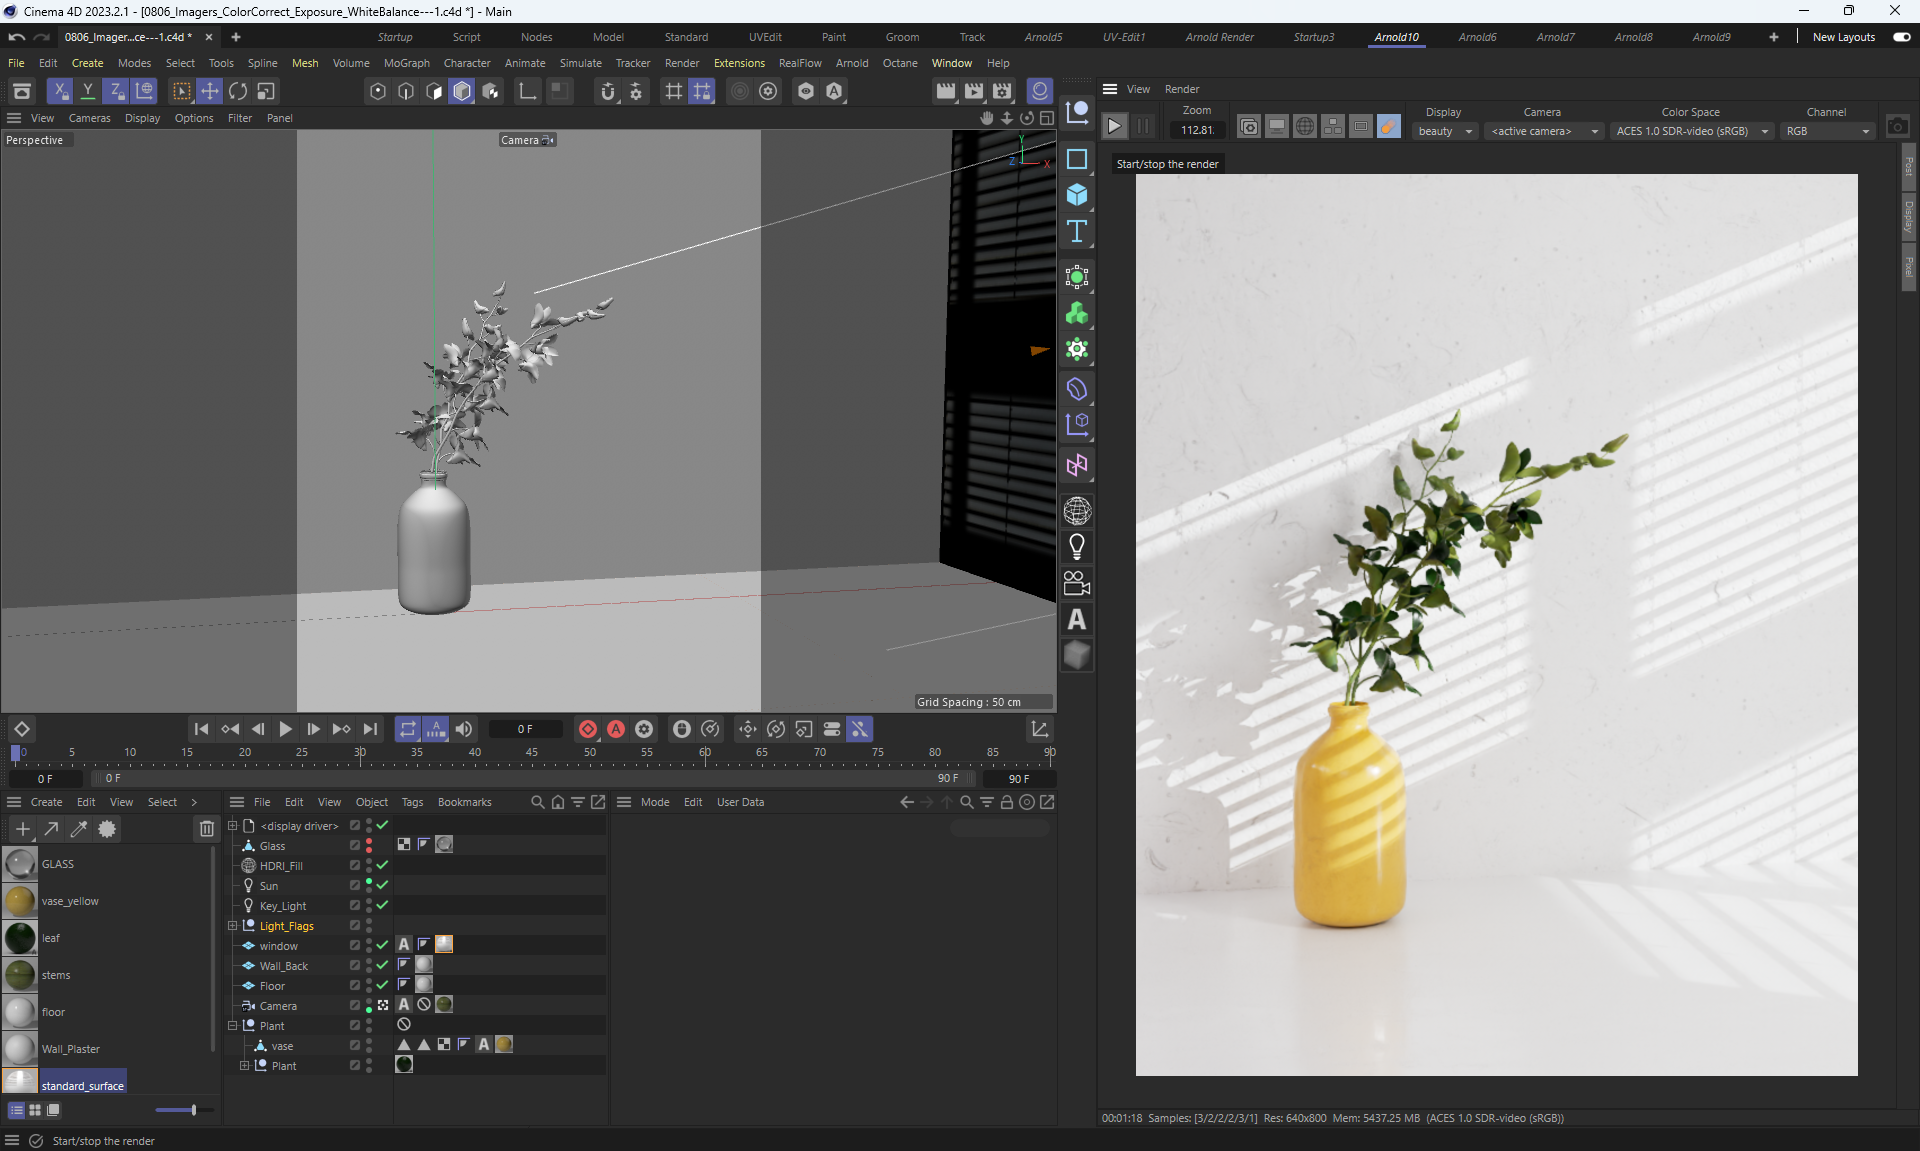 Cinema 4D 2023.2.1 - [0806_Imagers_ColorCorrect_Exposure_WhiteBalance---1.c4d *] - Main
0806_Imager...ce---1.c4d *
Startup Script Nodes Model Standard UVEdit Paint Groom Track Arnold5 UV-Edit1 Arnold Render Startup3 Arnold10 Arnold6 Arnold7 Arnold8 Arnold9 New Layouts
File Edit Create Modes Select Tools Spline Mesh Volume MoGraph Character Animate Simulate Tracker Render Extensions RealFlow Arnold Octane Window Help
X Y Z
View Render
Zoom Display Camera Color Space Channel
112.81 beauty <active camera> ACES 1.0 SDR-video (sRGB) RGB
View Cameras Display Options Filter Panel
Perspective
Camera
Y
Z X
Start/stop the render
Post
Display
Pixel
Grid Spacing : 50 cm
0 F
0 5 10 15 20 25 30 35 40 45 50 55 60 65 70 75 80 85 90
0 F 0 F 90 F 90 F
Create Edit View Select
File Edit View Object Tags Bookmarks
Mode Edit User Data
GLASS
vase_yellow
leaf
stems
floor
Wall_Plaster
standard_surface
<display driver>
Glass
HDRI_Fill
Sun
Key_Light
Light_Flags
window
Wall_Back
Floor
Camera
Plant
vase
Plant
00:01:18 Samples: [3/2/2/2/3/1] Res: 640x800 Mem: 5437.25 MB (ACES 1.0 SDR-video (sRGB))
Start/stop the render